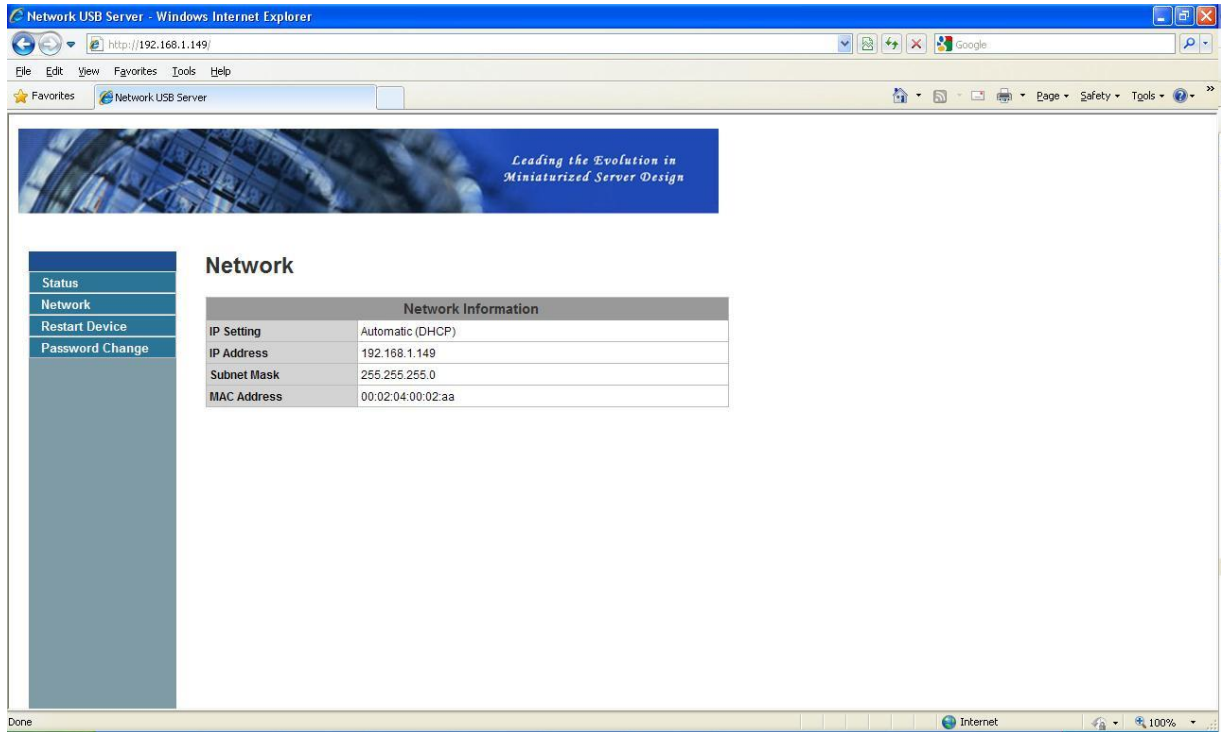 Network USB Server - Windows Internet Explorer
http://192.168.1.149/
Google
File Edit View Favorites Tools Help
Favorites Network USB Server Page Safety Tools »
Leading the Evolution in
Miniaturized Server Design
Status
Network
Restart Device
Password Change
Network
Network Information
IP Setting Automatic (DHCP)
IP Address 192.168.1.149
Subnet Mask 255.255.255.0
MAC Address 00:02:04:00:02:aa
Done Internet 100%